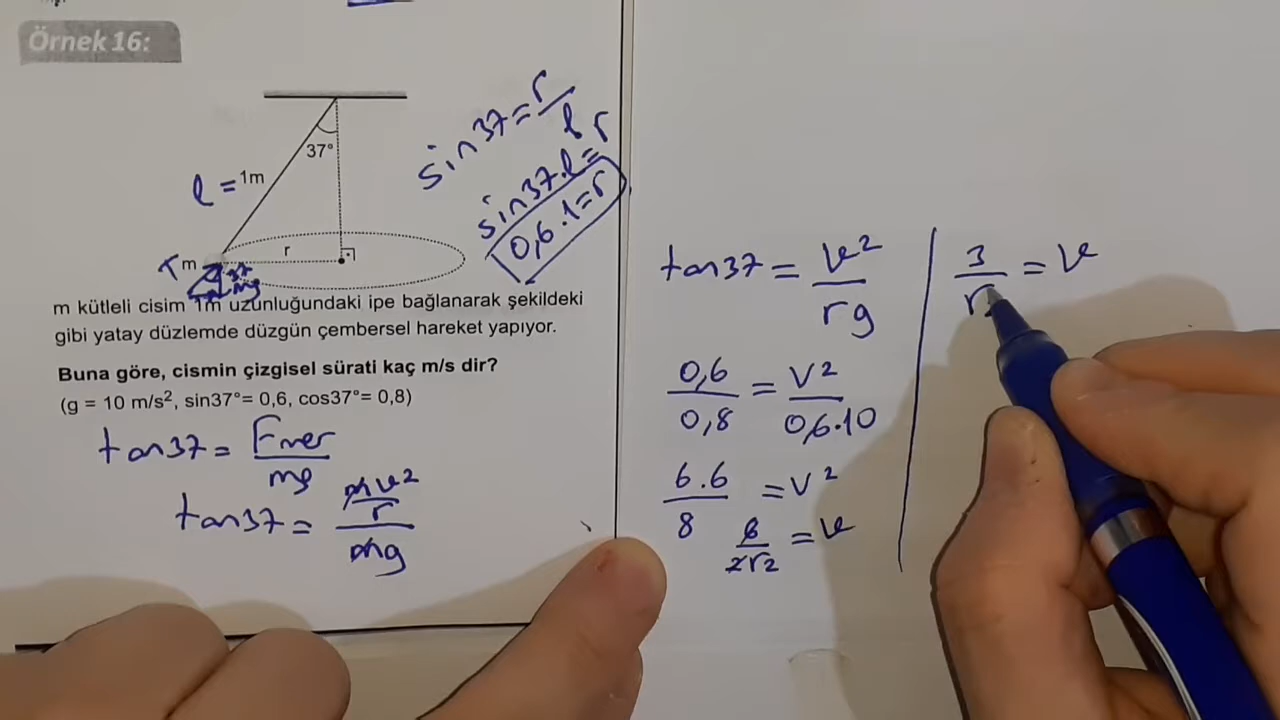 Örnek 16:
37°
l = 1m
r
m
T
37
mg
sin37 = r/l
sin37.l = r
0,6.1 = r
m kütleli cisim 1m uzunluğundaki ipe bağlanarak şekildeki
gibi yatay düzlemde düzgün çembersel hareket yapıyor.
Buna göre, cismin çizgisel sürati kaç m/s dir?
(g = 10 m/s², sin37°= 0,6, cos37°= 0,8)
tan37 = Fmer/mg
tan37 = mv²/r/mg
tan37 = v²/rg
0,6/0,8 = v²/0,6.10
6.6/8 = v²
6/2√2 = v
3/√2 = v